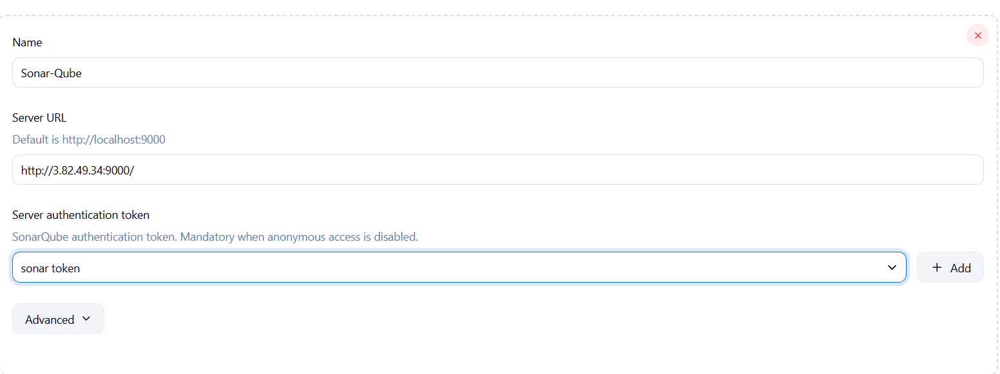 Name
Sonar-Qube
Server URL
Default is http://localhost:9000
http://3.82.49.34:9000/
Server authentication token
SonarQube authentication token. Mandatory when anonymous access is disabled.
sonar token
+ Add
Advanced